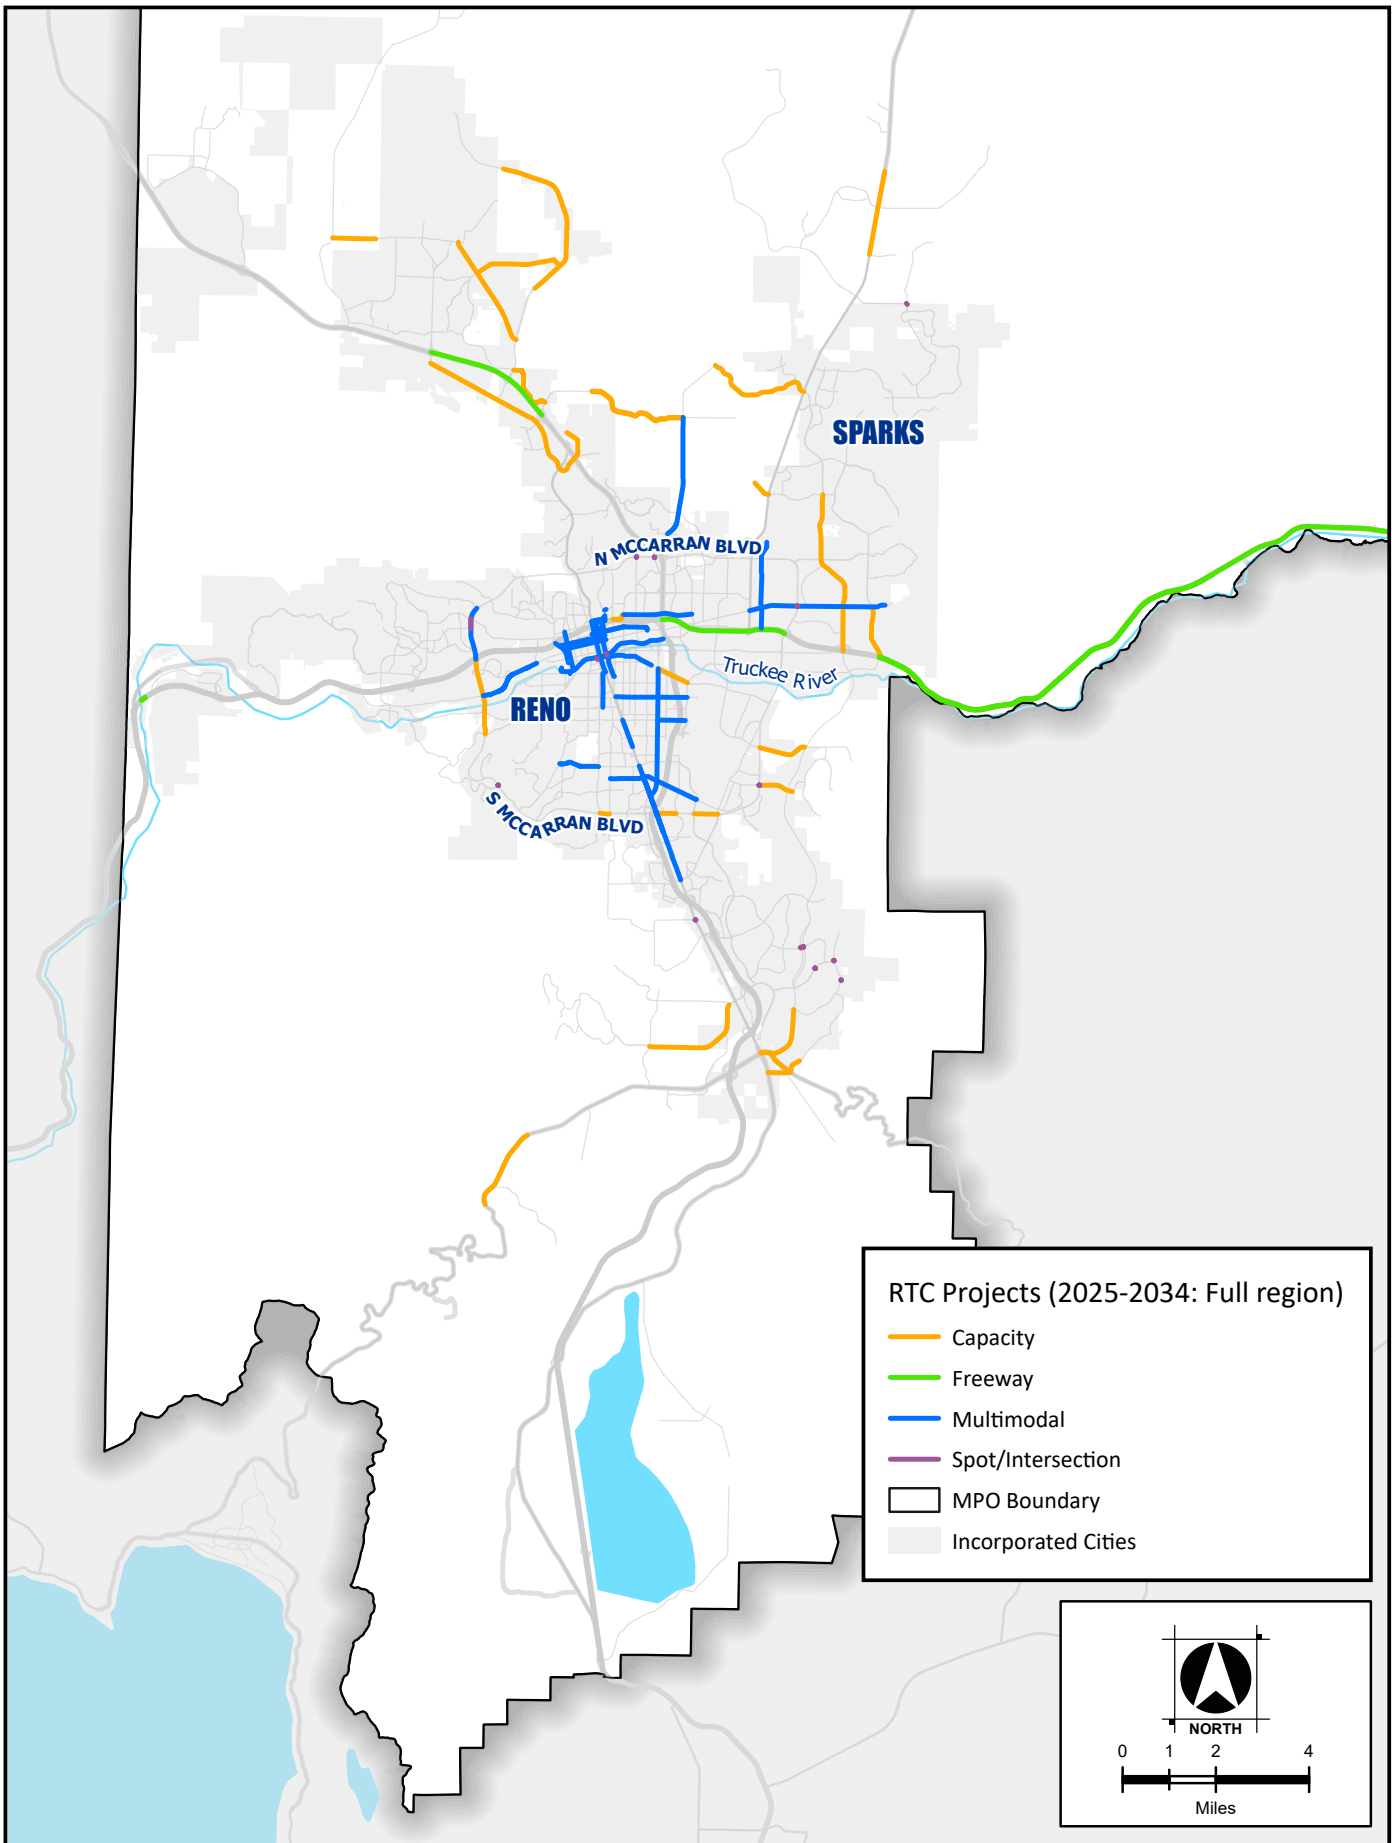 SPARKS
N MCCARRAN BLVD
Truckee River
RENO
S MCCARRAN BLVD
RTC Projects (2025-2034: Full region)
Capacity
Freeway
Multimodal
Spot/Intersection
MPO Boundary
Incorporated Cities
NORTH
0 1 2 4
Miles